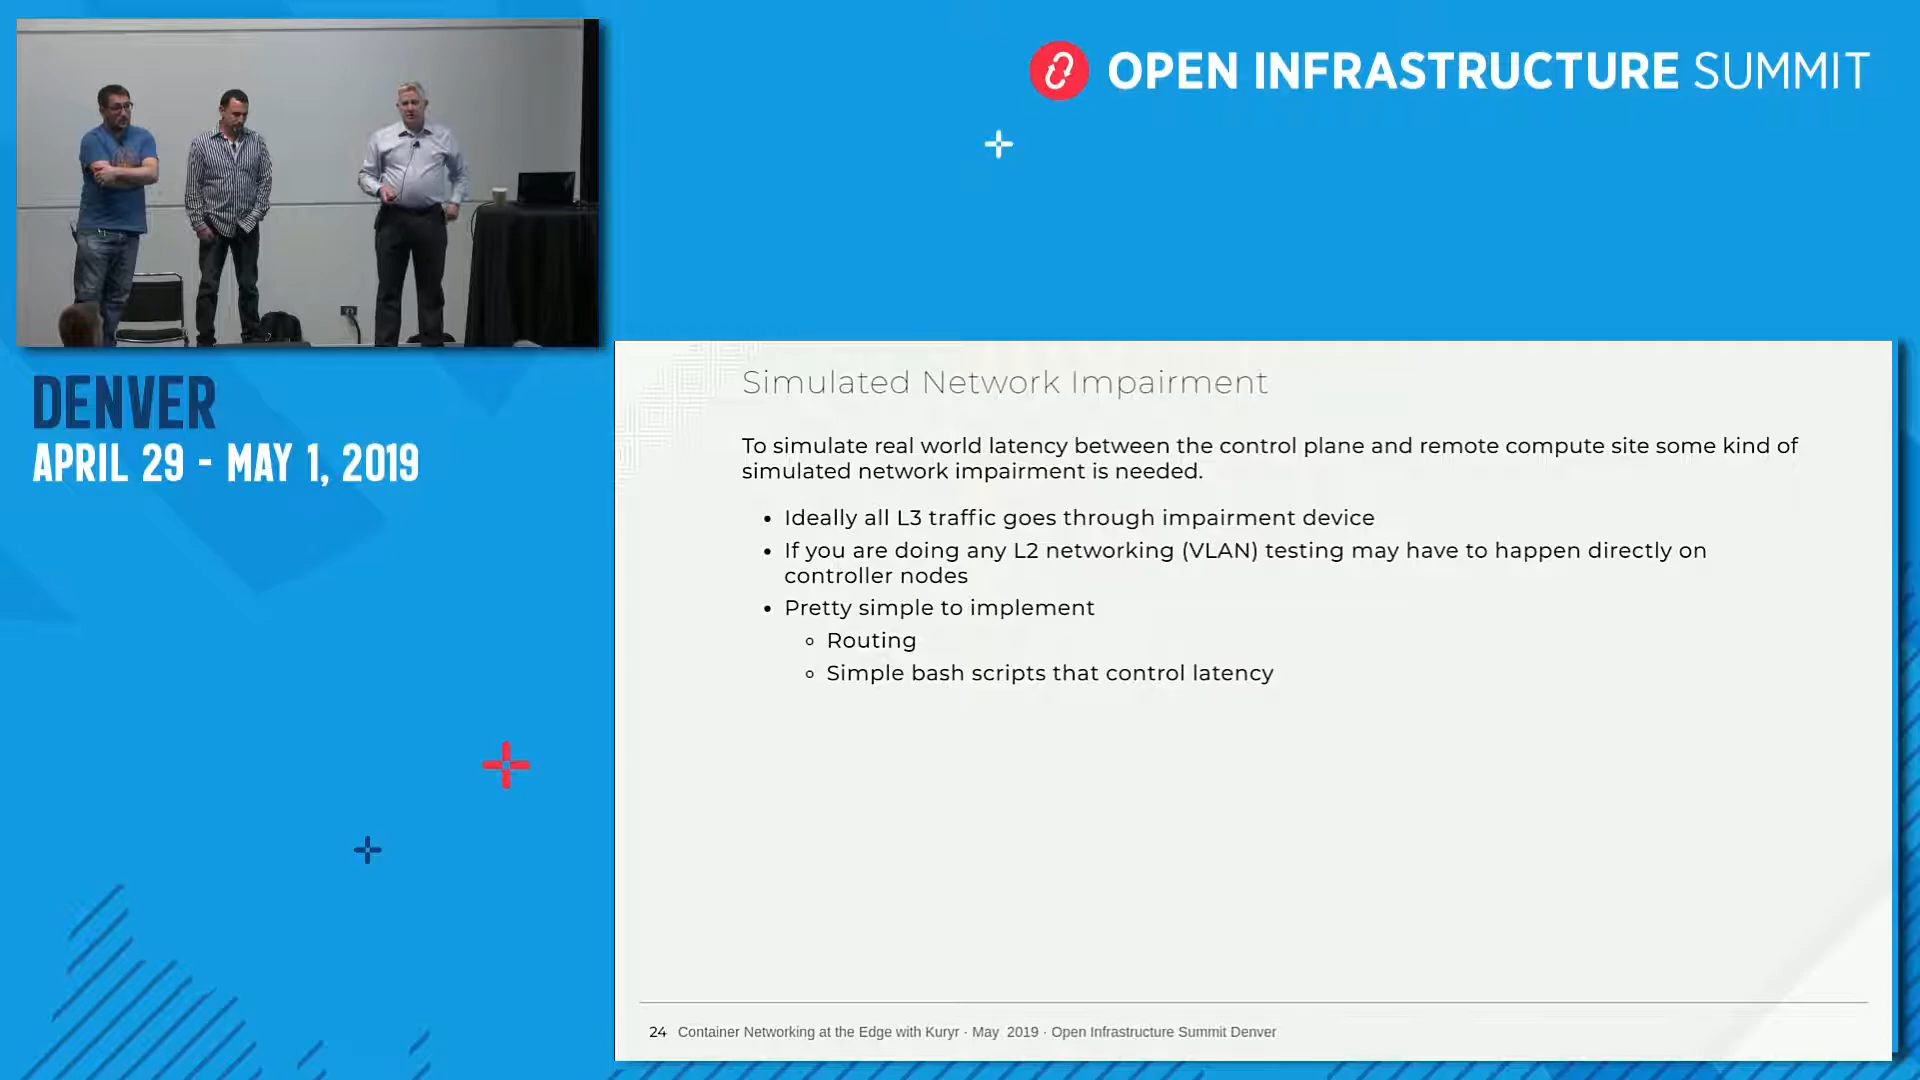 OPEN INFRASTRUCTURE SUMMIT
DENVER
APRIL 29 - MAY 1, 2019
Simulated Network Impairment
To simulate real world latency between the control plane and remote compute site some kind of
simulated network impairment is needed.
• Ideally all L3 traffic goes through impairment device
• If you are doing any L2 networking (VLAN) testing may have to happen directly on
controller nodes
• Pretty simple to implement
○ Routing
○ Simple bash scripts that control latency
24 Container Networking at the Edge with Kuryr · May 2019 · Open Infrastructure Summit Denver